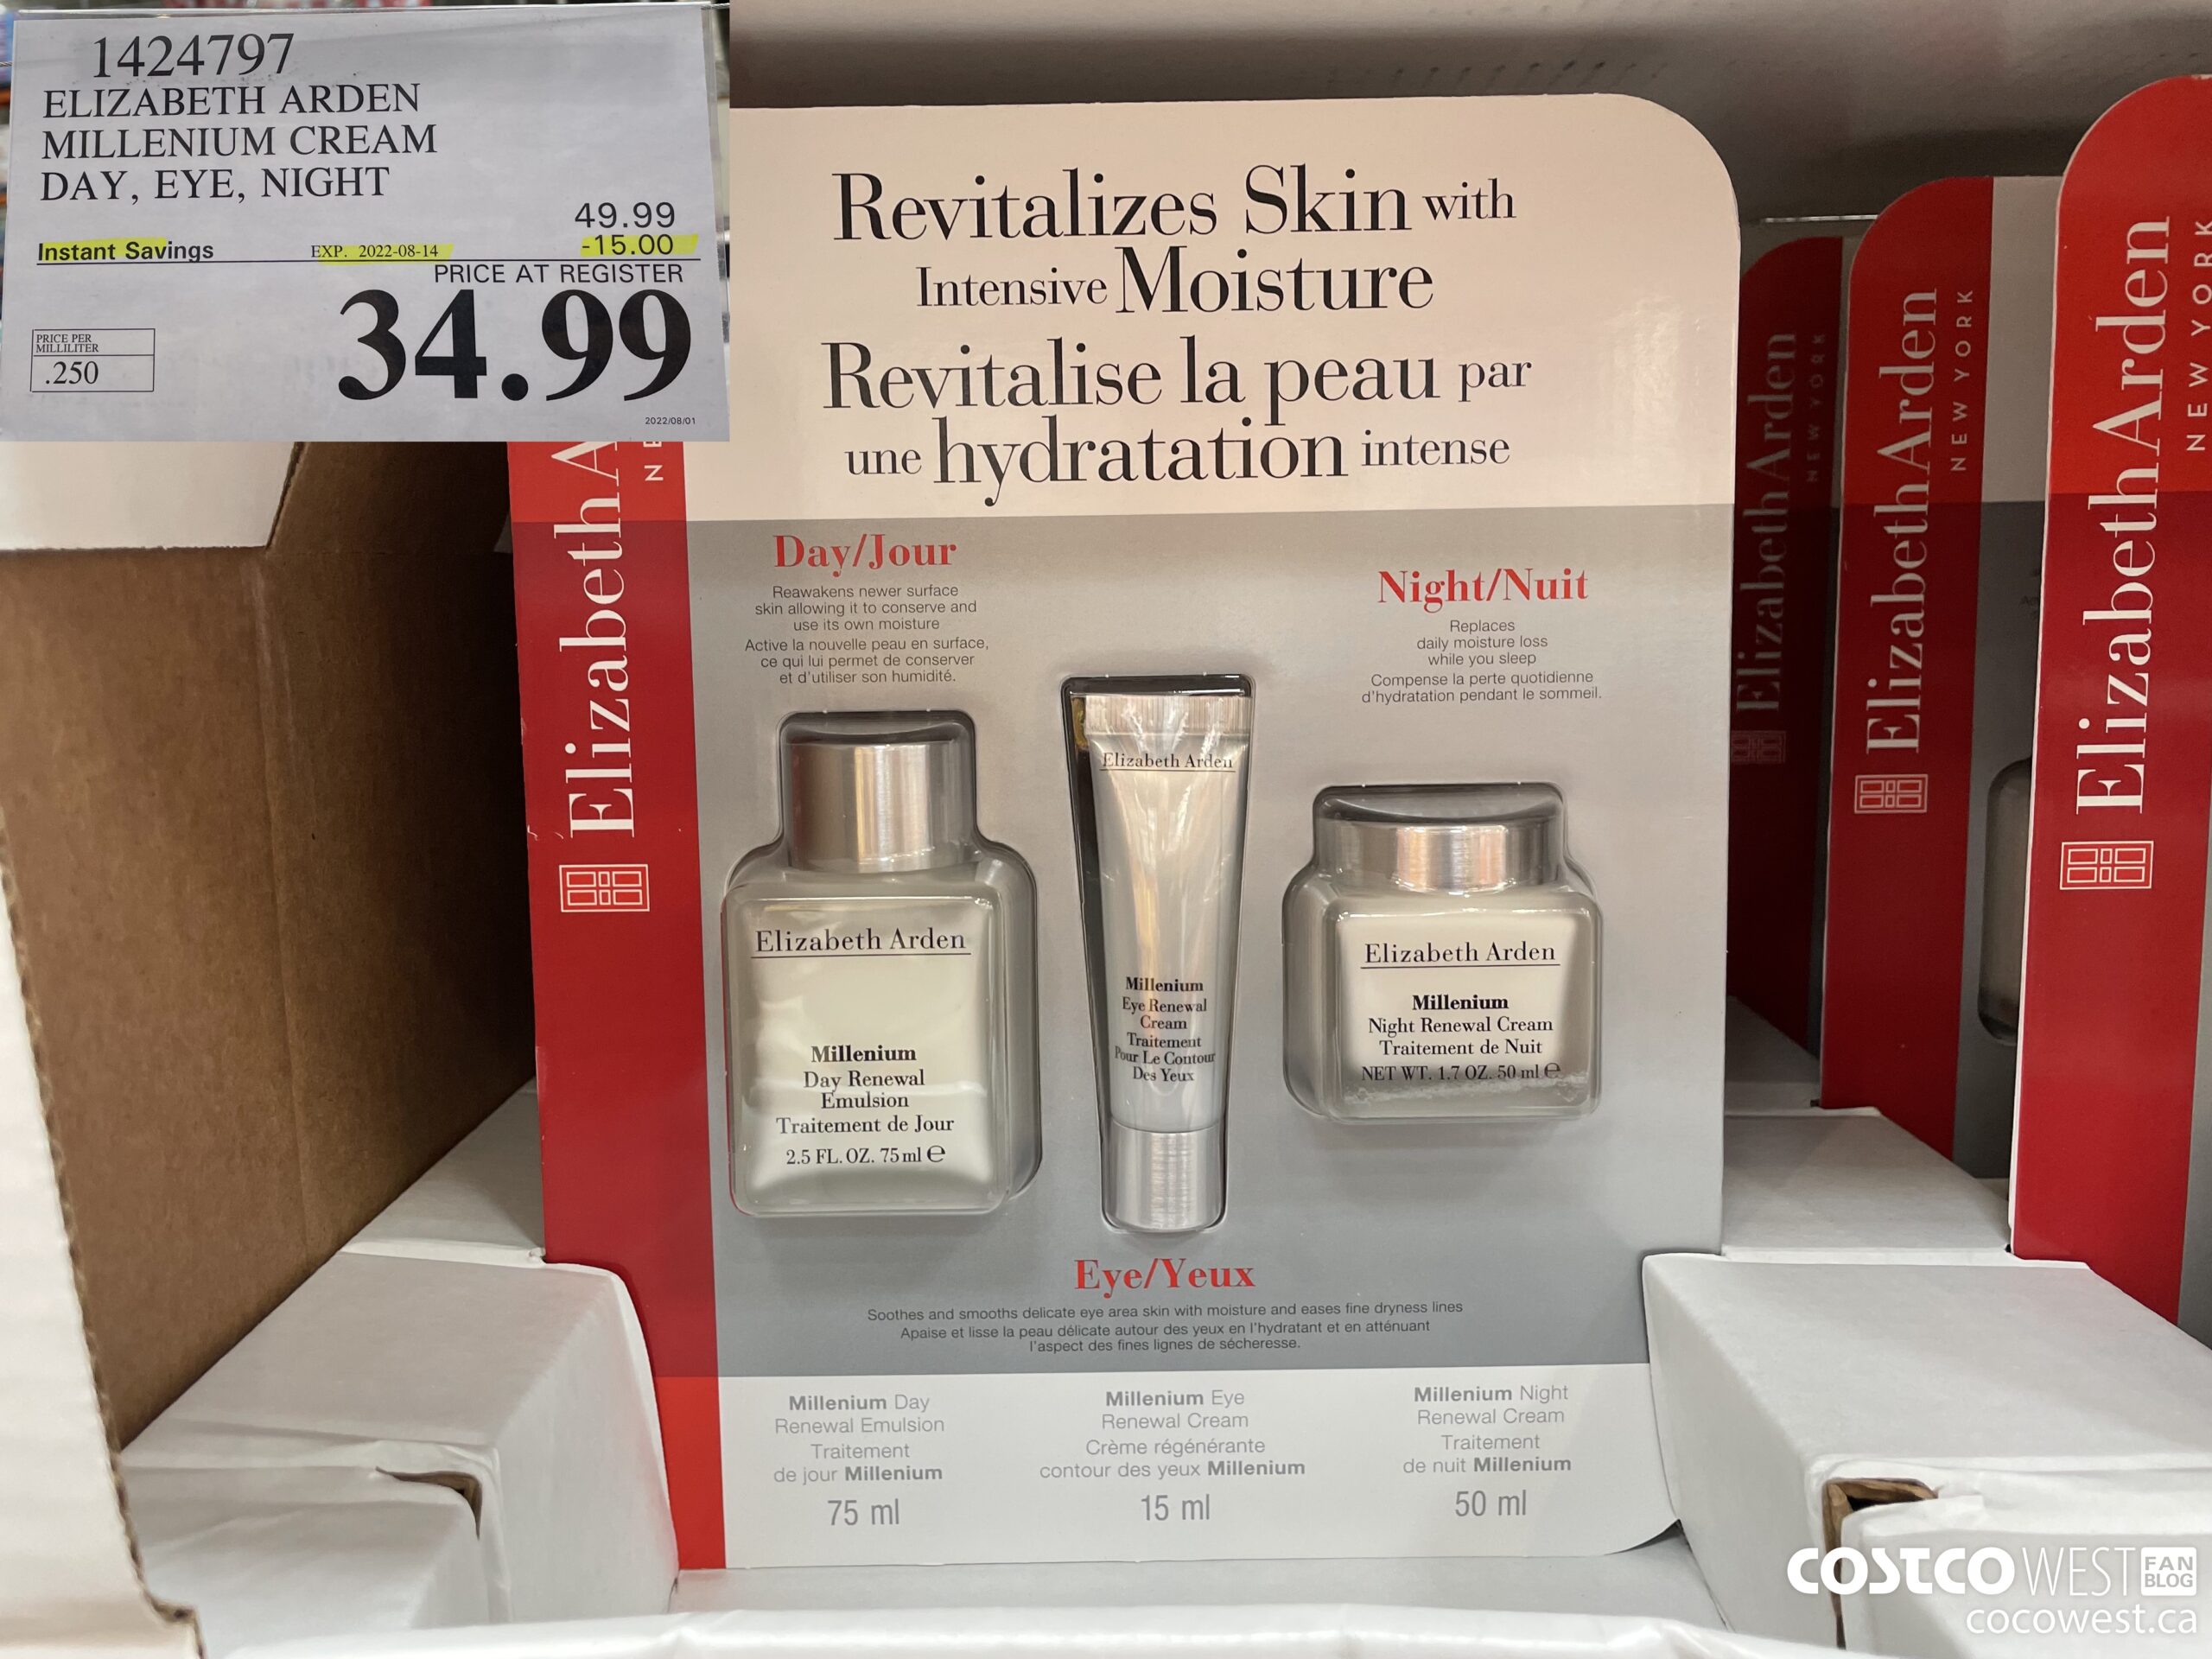 1424797
ELIZABETH ARDEN
MILLENIUM CREAM
DAY, EYE, NIGHT
49.99
Instant Savings EXP. 2022-08-14 -15.00
PRICE AT REGISTER
34.99
PRICE PER
MILLILITER
.250
2022/08/01
Revitalizes Skin with
Intensive Moisture
Revitalise la peau par
une hydratation intense
Elizabeth A
NE
Day/Jour
Reawakens newer surface
skin allowing it to conserve and
use its own moisture
Active la nouvelle peau en surface,
ce qui lui permet de conserver
et d'utiliser son humidité.
Night/Nuit
Replaces
daily moisture loss
while you sleep
Compense la perte quotidienne
d'hydratation pendant le sommeil.
Elizabeth Arden
Millenium
Day Renewal
Emulsion
Traitement de Jour
2.5 FL. OZ. 75 ml e
Elizabeth Arden
Millenium
Eye Renewal
Cream
Traitement
Pour Le Contour
Des Yeux
Elizabeth Arden
Millenium
Night Renewal Cream
Traitement de Nuit
NET WT. 1.7 OZ. 50 ml e
Eye/Yeux
Soothes and smooths delicate eye area skin with moisture and eases fine dryness lines
Apaise et lisse la peau délicate autour des yeux en l'hydratant et en atténuant
l'aspect des fines lignes de sécheresse.
Millenium Day
Renewal Emulsion
Traitement
de jour Millenium
75 ml
Millenium Eye
Renewal Cream
Crème régénérante
contour des yeux Millenium
15 ml
Millenium Night
Renewal Cream
Traitement
de nuit Millenium
50 ml
Elizabeth Arden
NEW YORK
Elizabeth Arden
NEW YORK
Elizabeth Arden
NEW YORK
COSTCO WEST FAN
BLOG
cocowest.ca